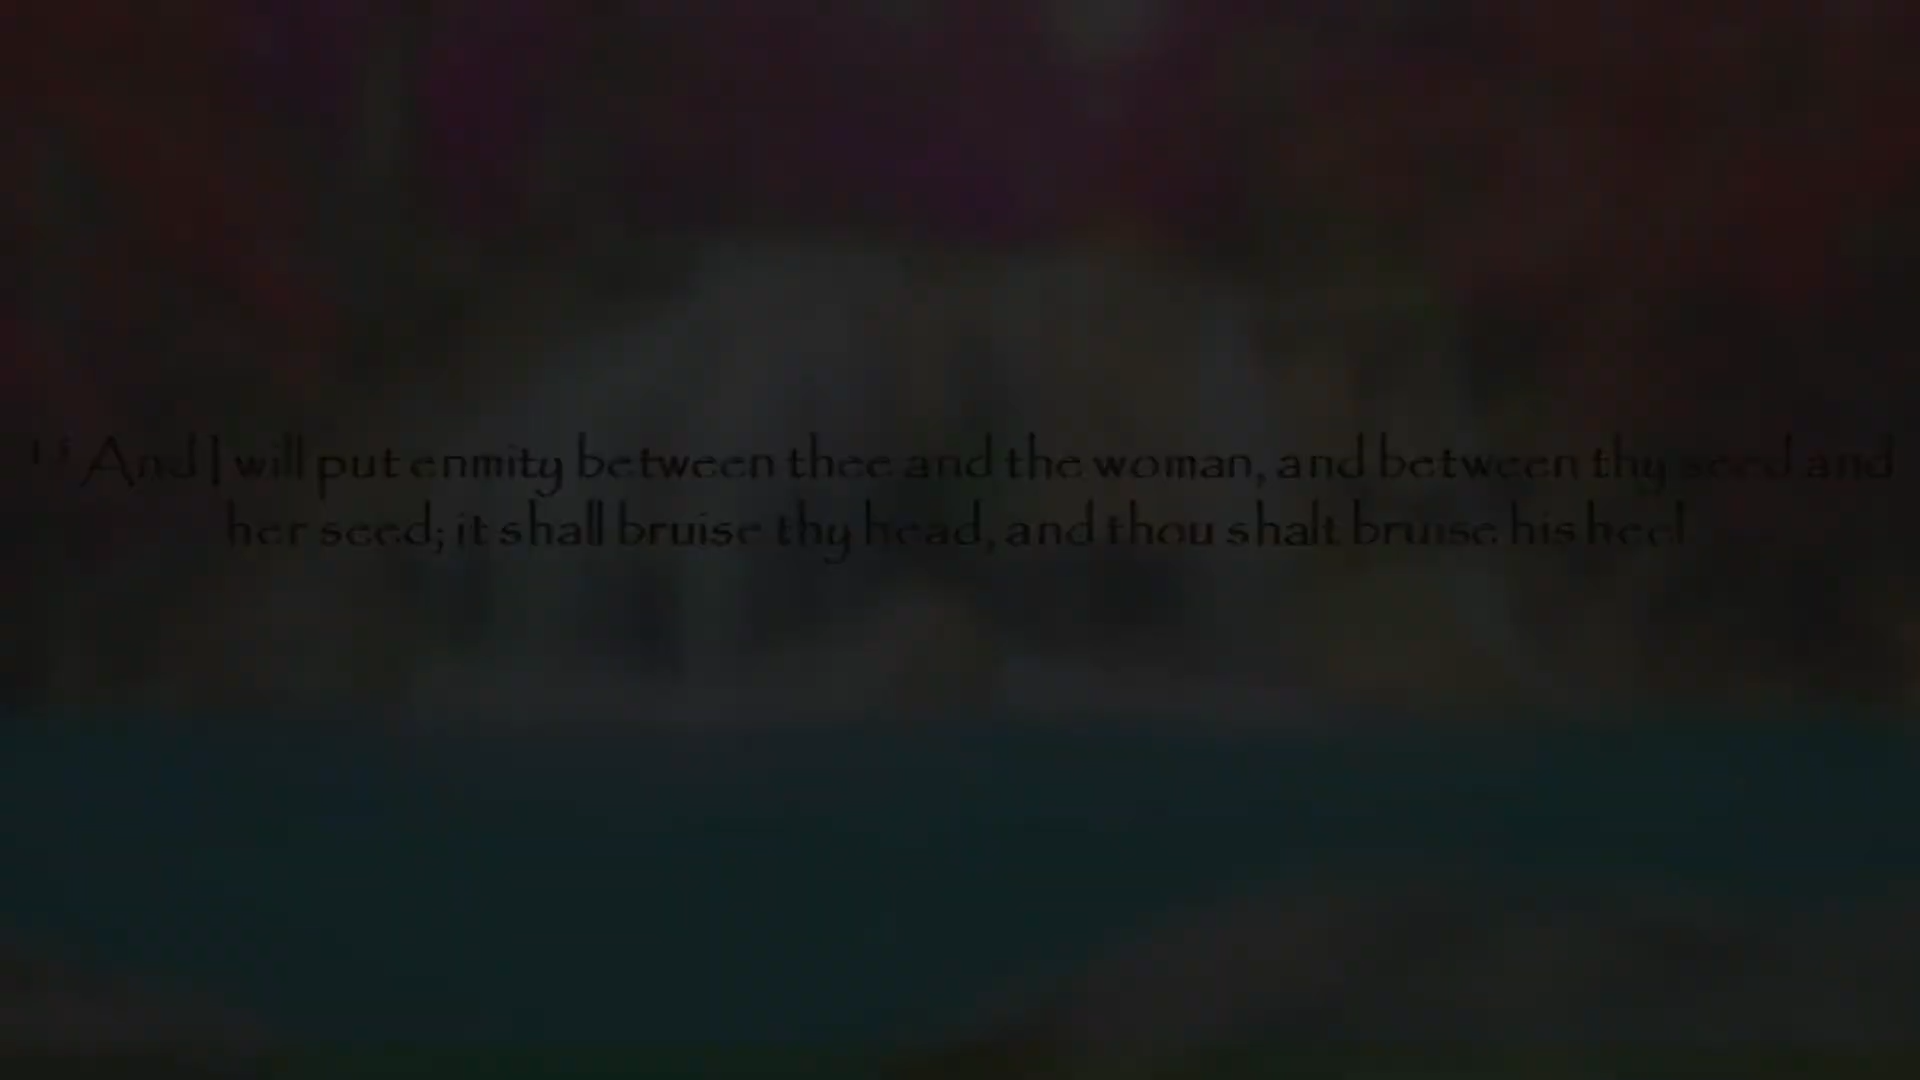 15 And I will put enmity between thee and the woman, and between thy seed and
her seed; it shall bruise thy head, and thou shalt bruise his heel.